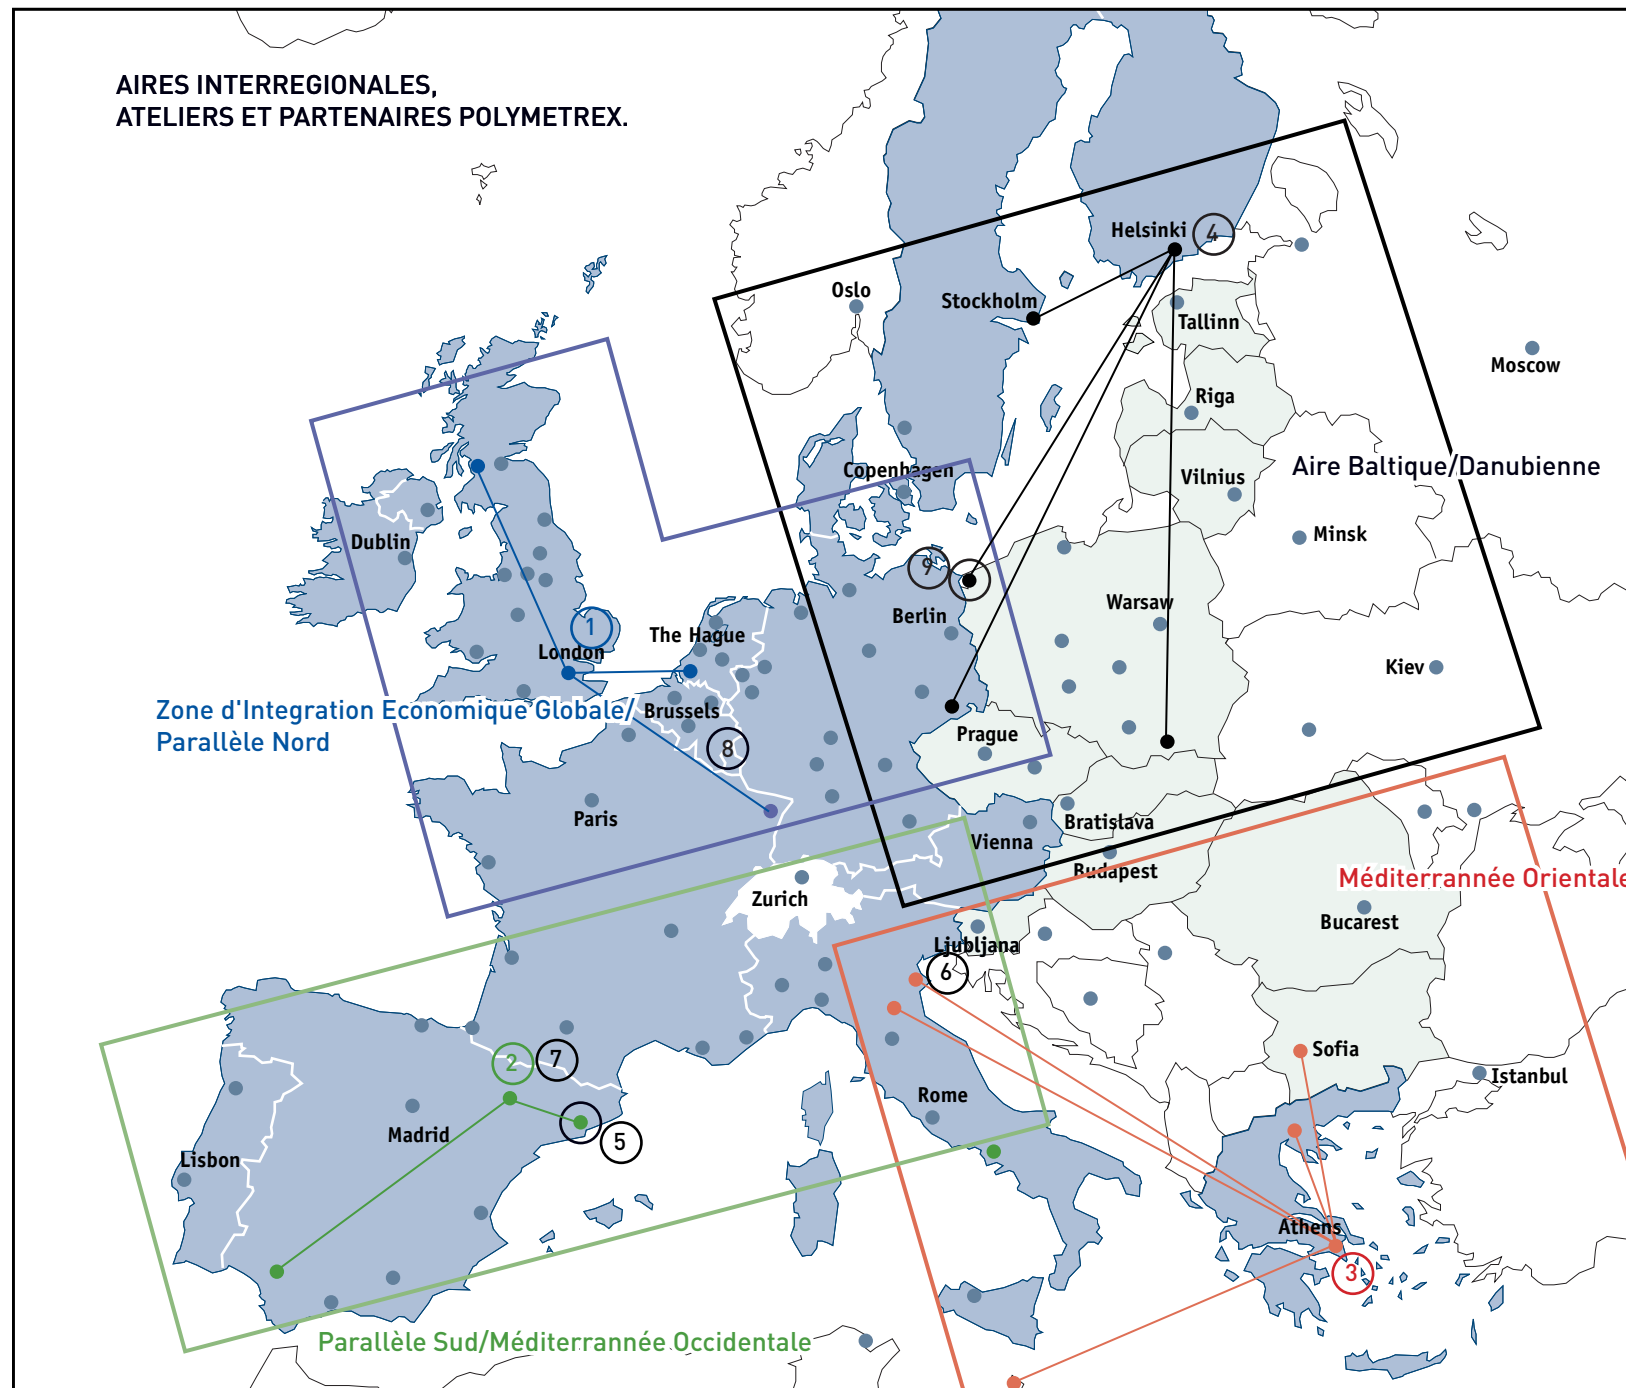 AIRES INTERREGIONALES,
ATELIERS ET PARTENAIRES POLYMETREX.
Helsinki
4
Oslo
Stockholm
Tallinn
Moscow
Riga
Copenhagen
Aire Baltique/Danubienne
Vilnius
Minsk
Dublin
9
Warsaw
Berlin
1
The Hague
London
Kiev
Zone d'Integration Economique Globale/
Parallèle Nord
Brussels
8
Prague
Paris
Bratislava
Vienna
Budapest
Méditerrannée Orientale
Zurich
Bucarest
Ljubljana
6
2
7
Sofia
Istanbul
Rome
Madrid
5
Lisbon
Athens
3
Parallèle Sud/Méditerrannée Occidentale